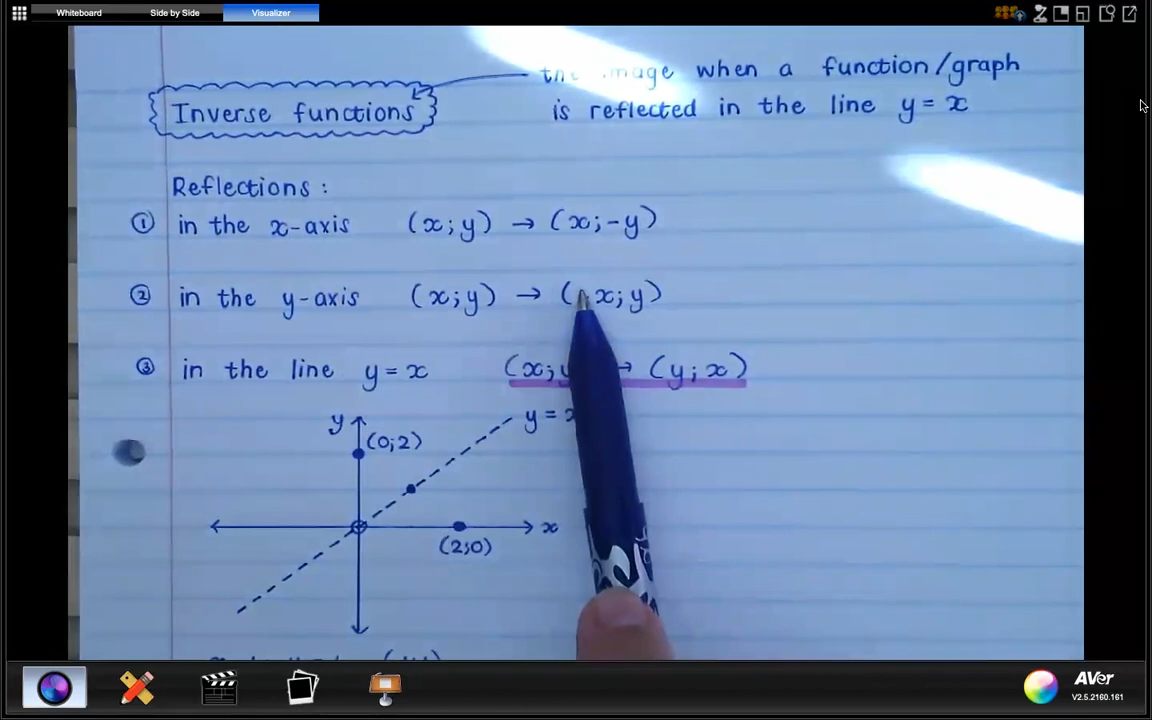 Whiteboard Side by Side Visualizer
the image when a function/graph
Inverse functions is reflected in the line y = x
Reflections:
① in the x-axis (x;y) → (x;-y)
② in the y-axis (x;y) → ( x;y)
③ in the line y = x (x;y → (y;x)
y y =
(0;2)
x
(2;0)
AVer
V2.5.2160.161